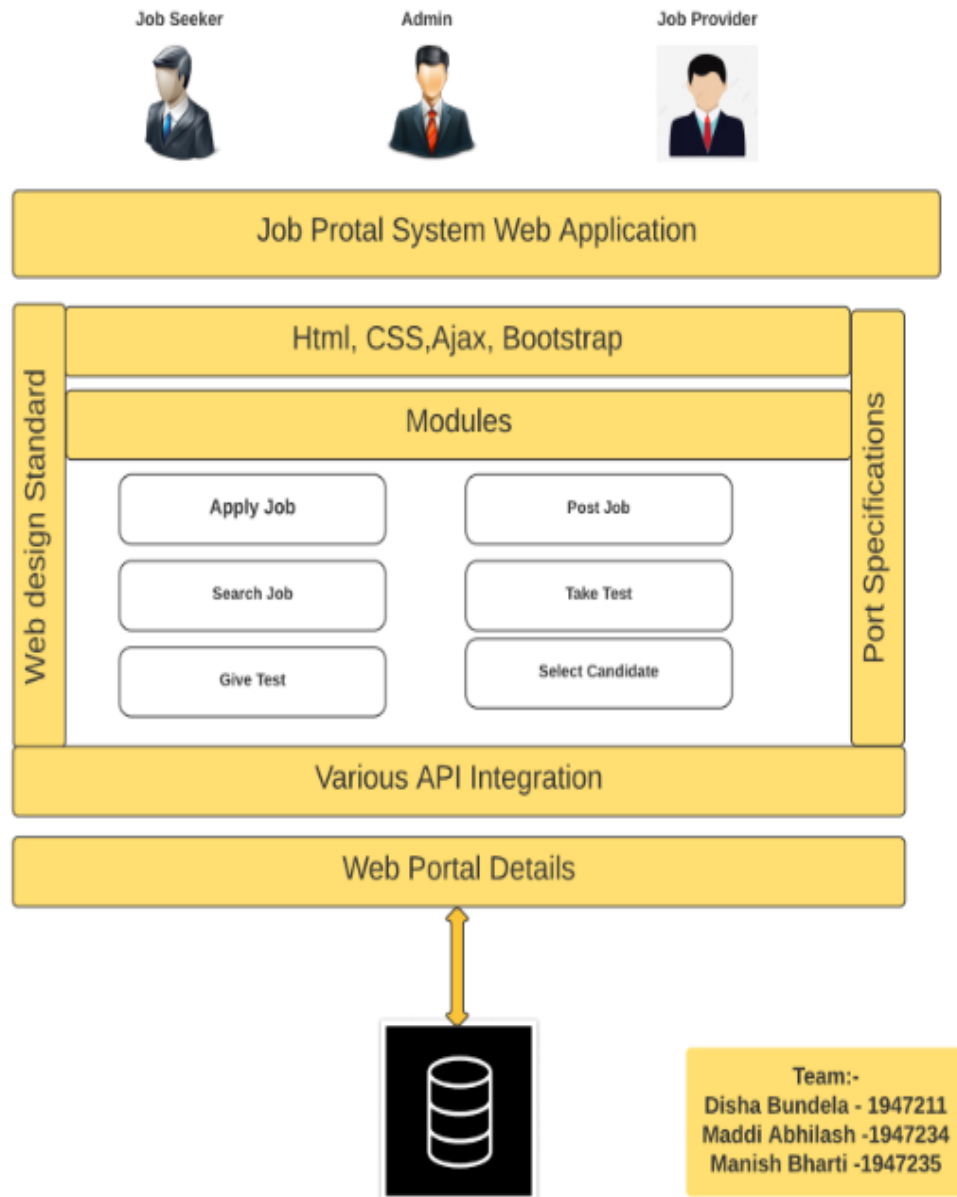 Job Seeker
Admin
Job Provider
Job Protal System Web Application
Html, CSS,Ajax, Bootstrap
Modules
Web design Standard
Port Specifications
Apply Job
Post Job
Search Job
Take Test
Give Test
Select Candidate
Various API Integration
Web Portal Details
Team:-
Disha Bundela - 1947211
Maddi Abhilash -1947234
Manish Bharti -1947235